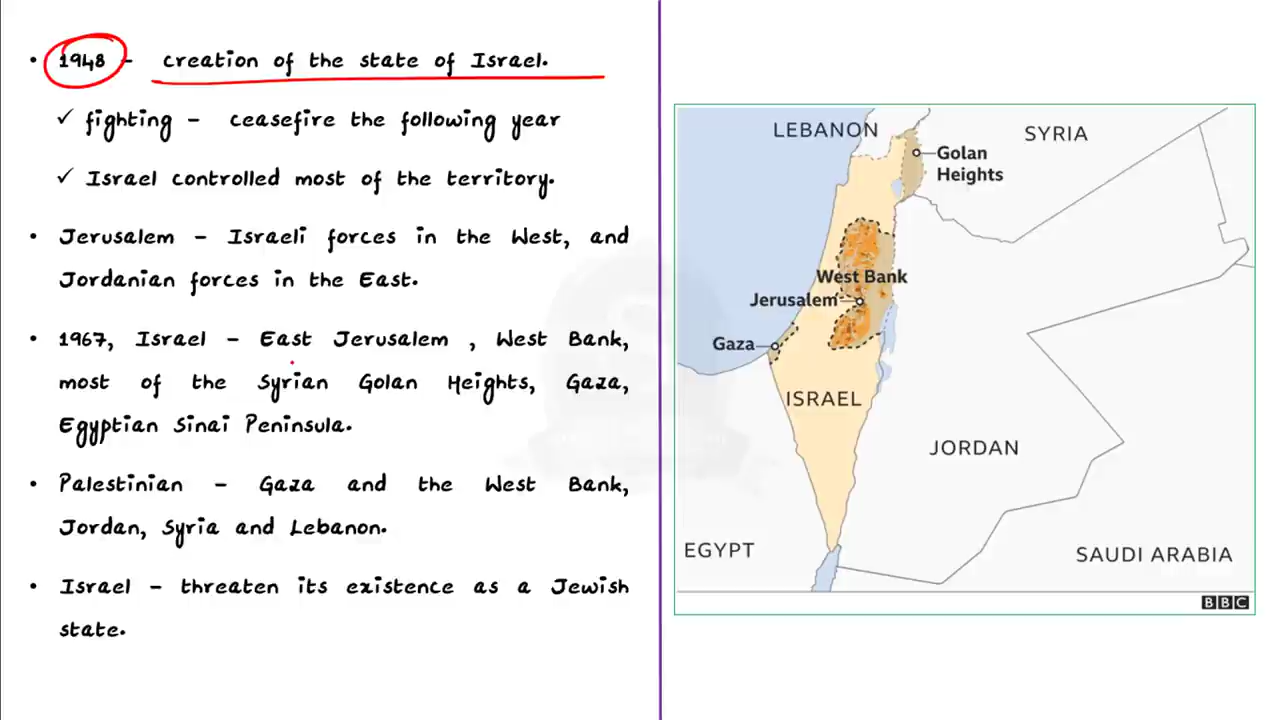 • 1948 - creation of the state of Israel.
✓ fighting - ceasefire the following year
✓ Israel controlled most of the territory.
• Jerusalem - Israeli forces in the West, and
Jordanian forces in the East.
• 1967, Israel - East Jerusalem , West Bank,
most of the Syrian Golan Heights, Gaza,
Egyptian Sinai Peninsula.
• Palestinian - Gaza and the West Bank,
Jordan, Syria and Lebanon.
• Israel - threaten its existence as a Jewish
state.
LEBANON
SYRIA
Golan
Heights
West Bank
Jerusalem
Gaza
ISRAEL
JORDAN
EGYPT
SAUDI ARABIA
BBC